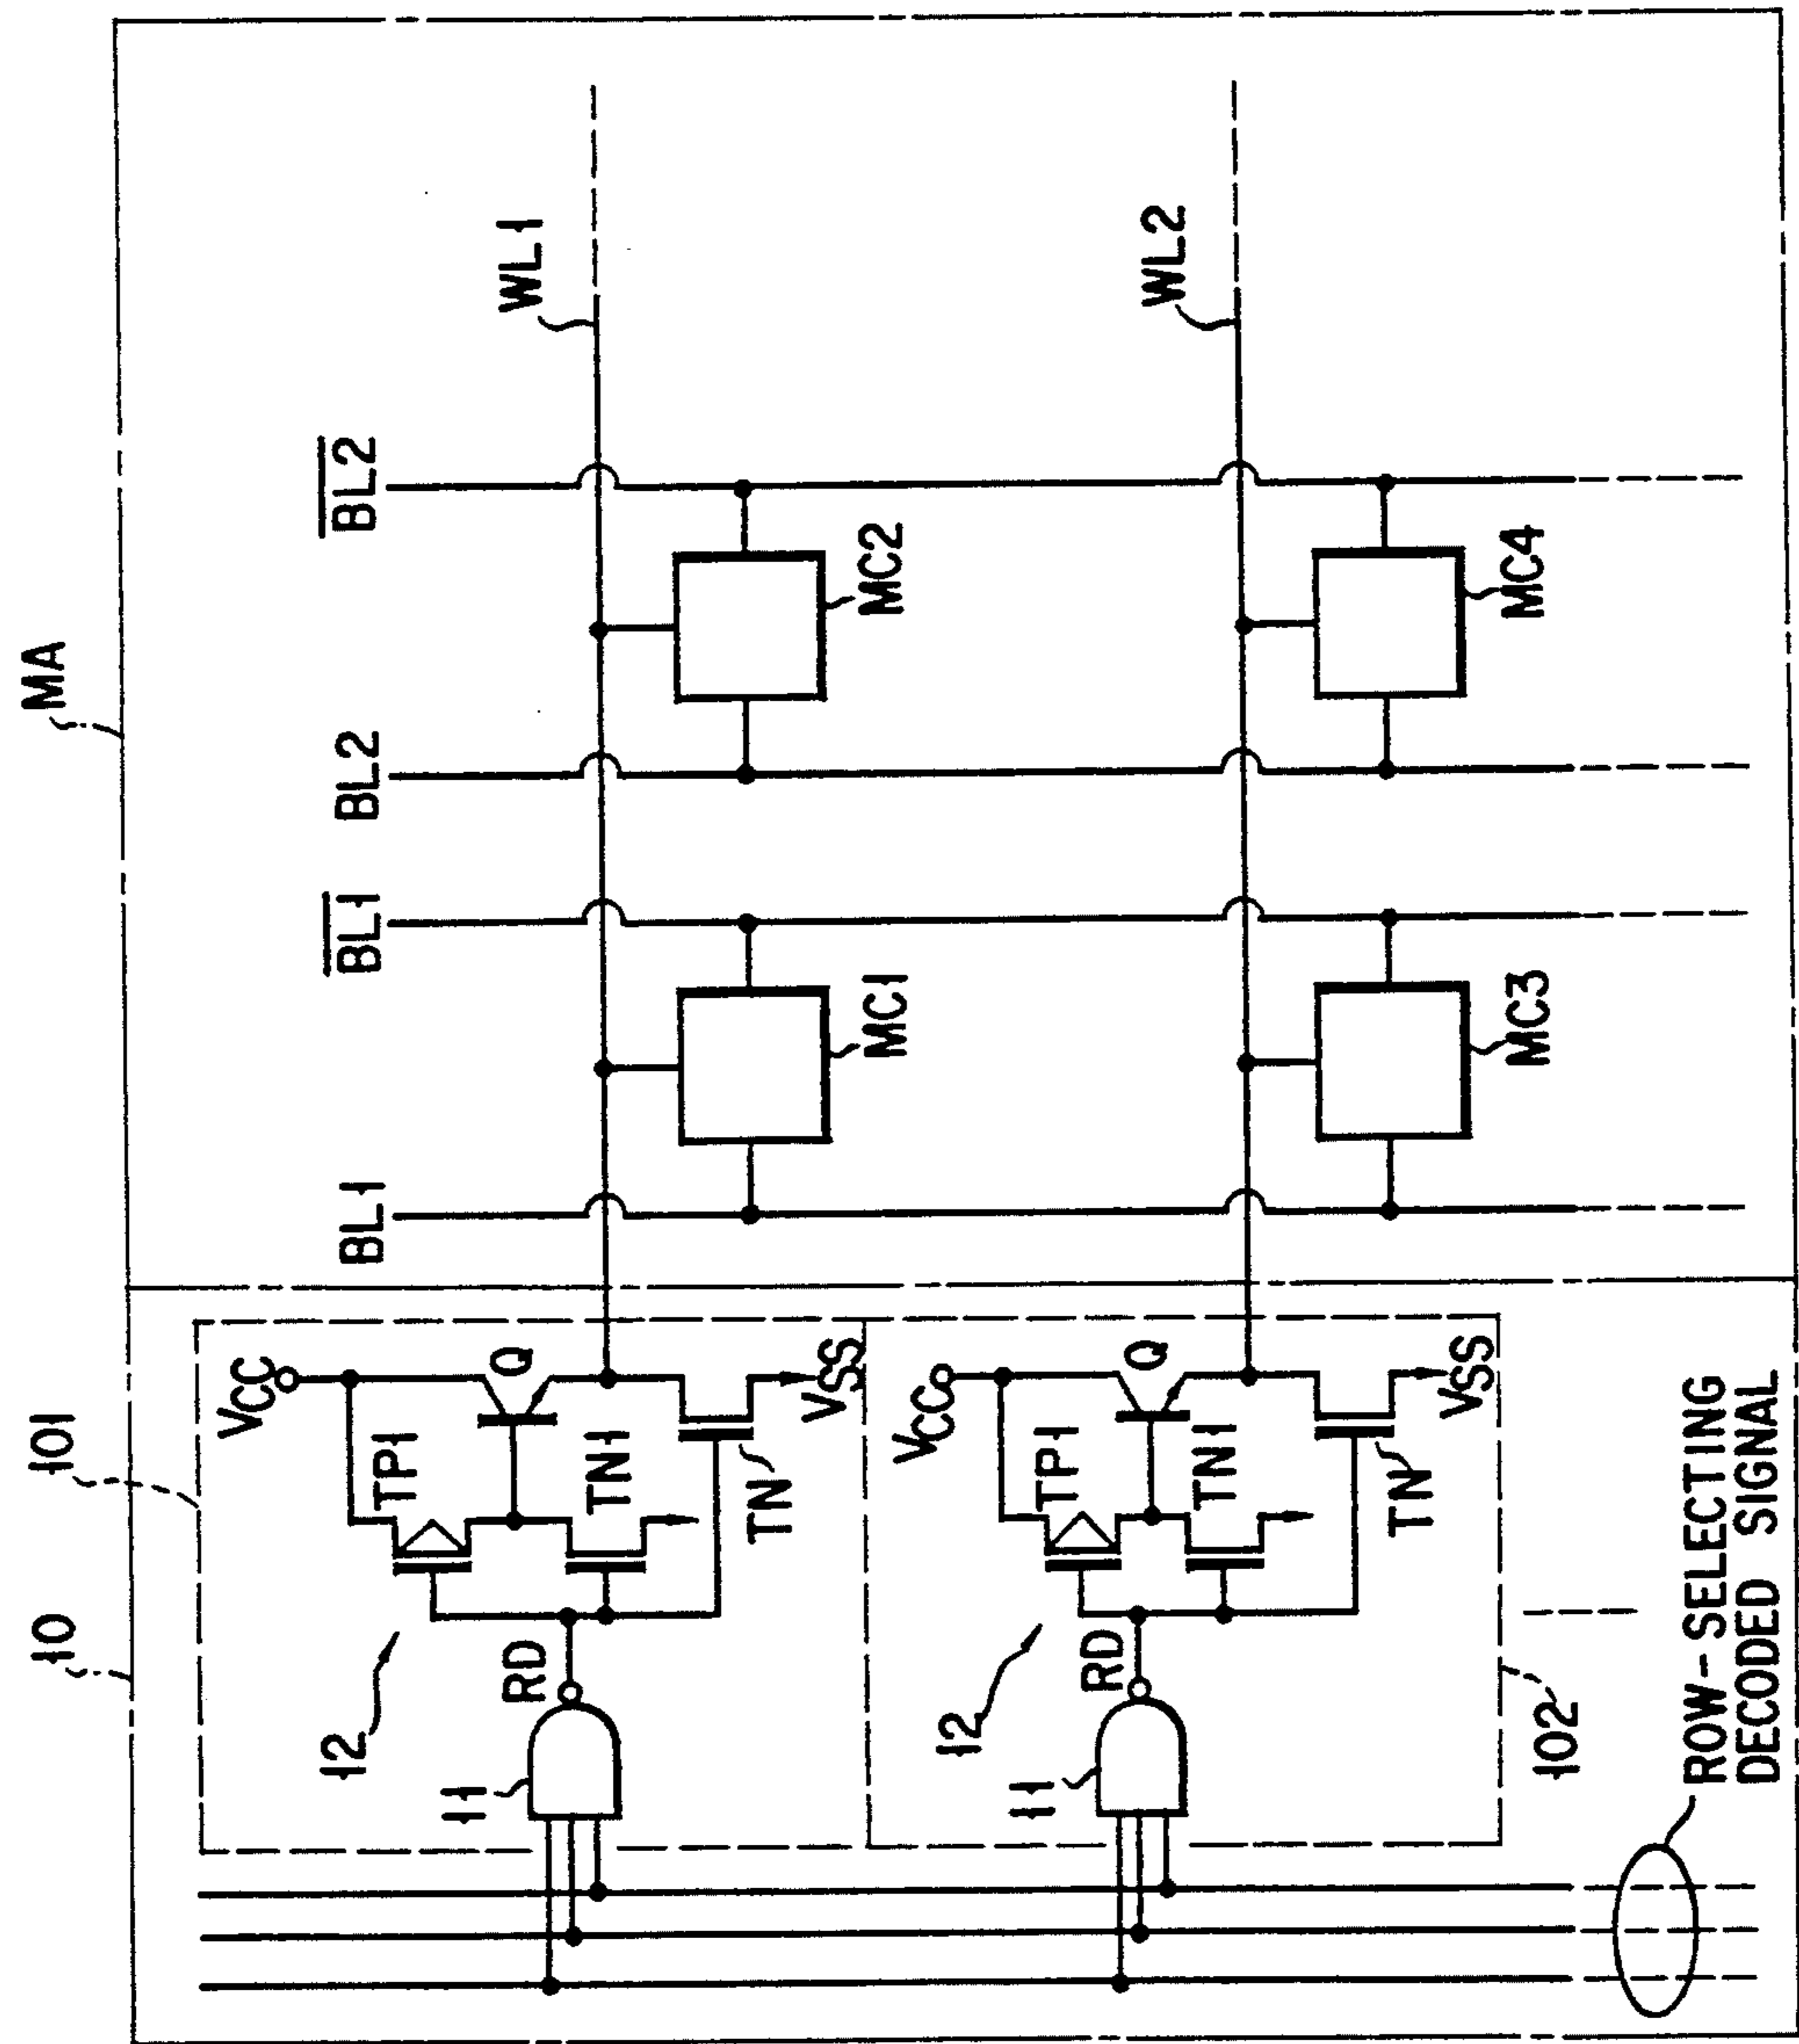 10
101
MA
VCC
TP1
Q
TN1
12
RD
11
TN
VSS
BL1
BL1
BL2
BL2
WL1
MC1
MC2
VCC
TP1
Q
TN1
12
RD
11
TN
VSS
WL2
MC3
MC4
102
ROW-SELECTING
DECODED SIGNAL